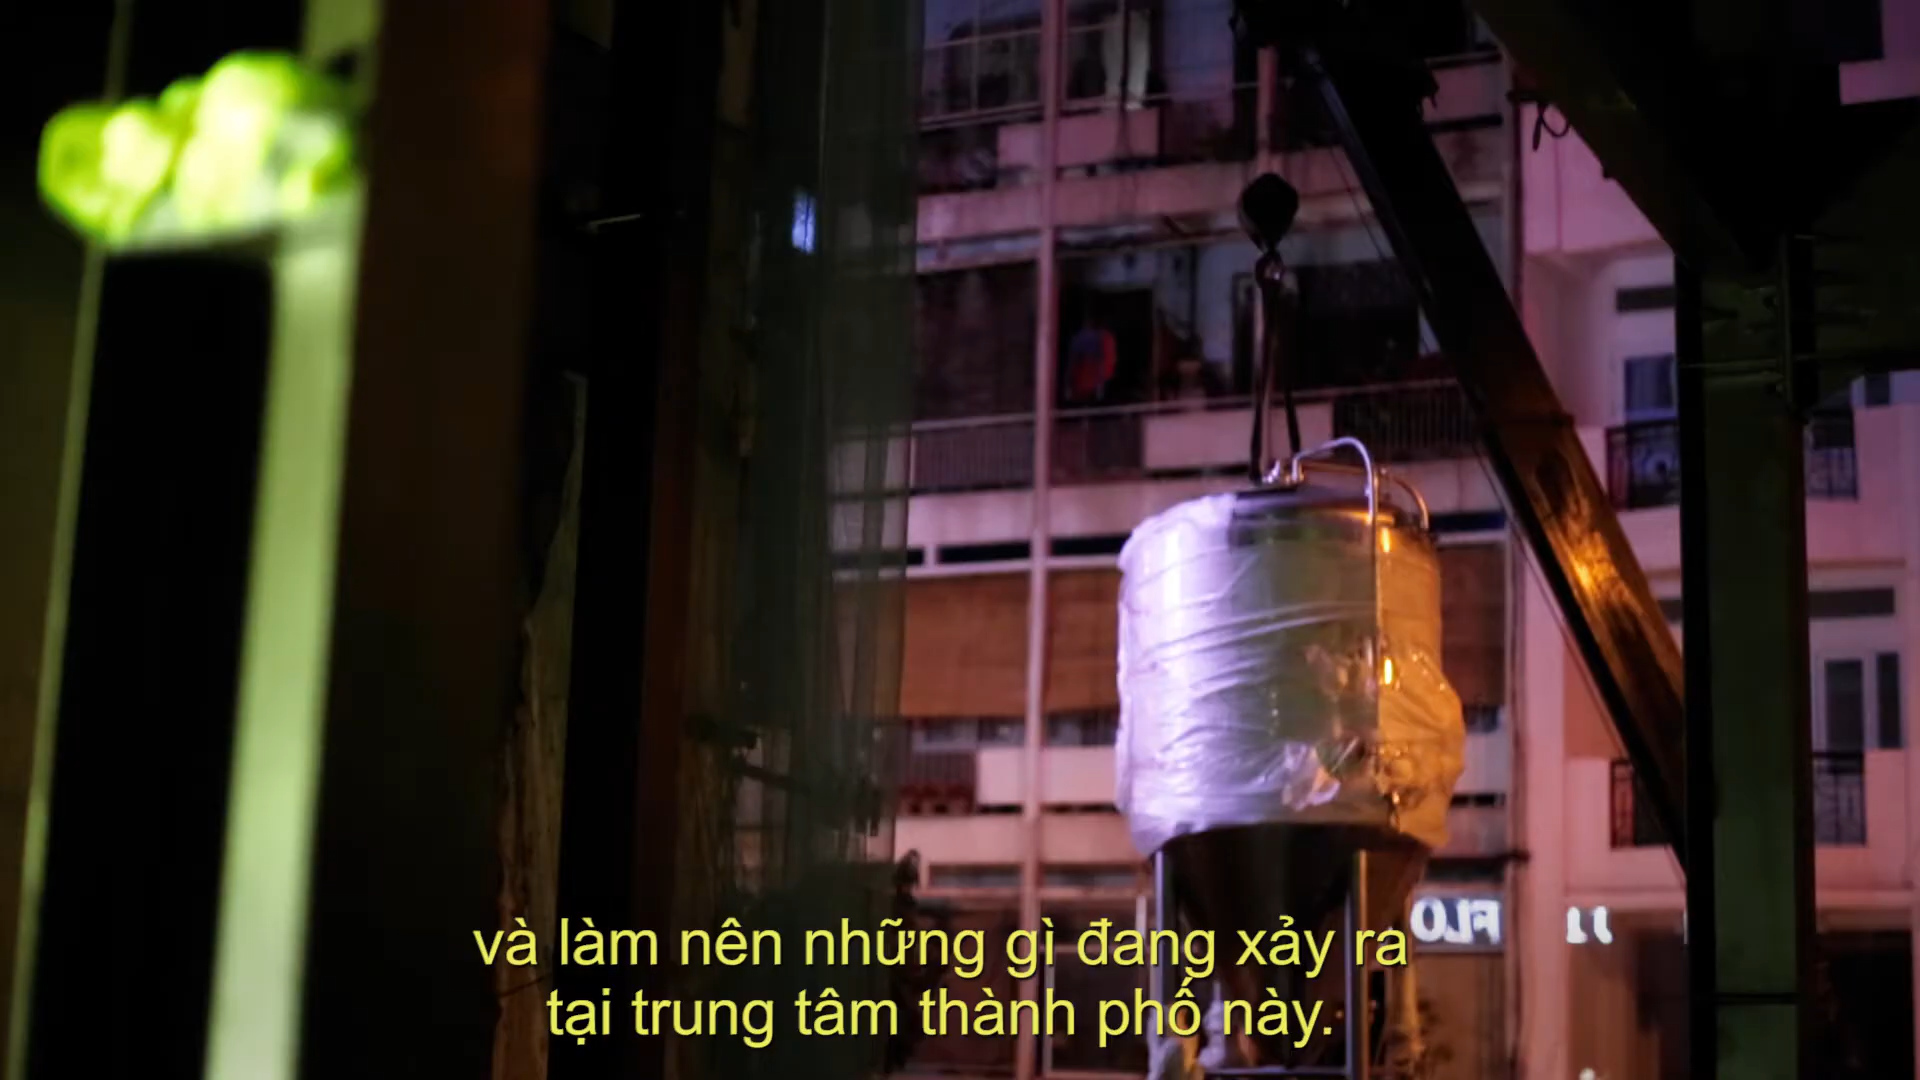 và làm nên những gì đang xảy ra
tại trung tâm thành phố này.